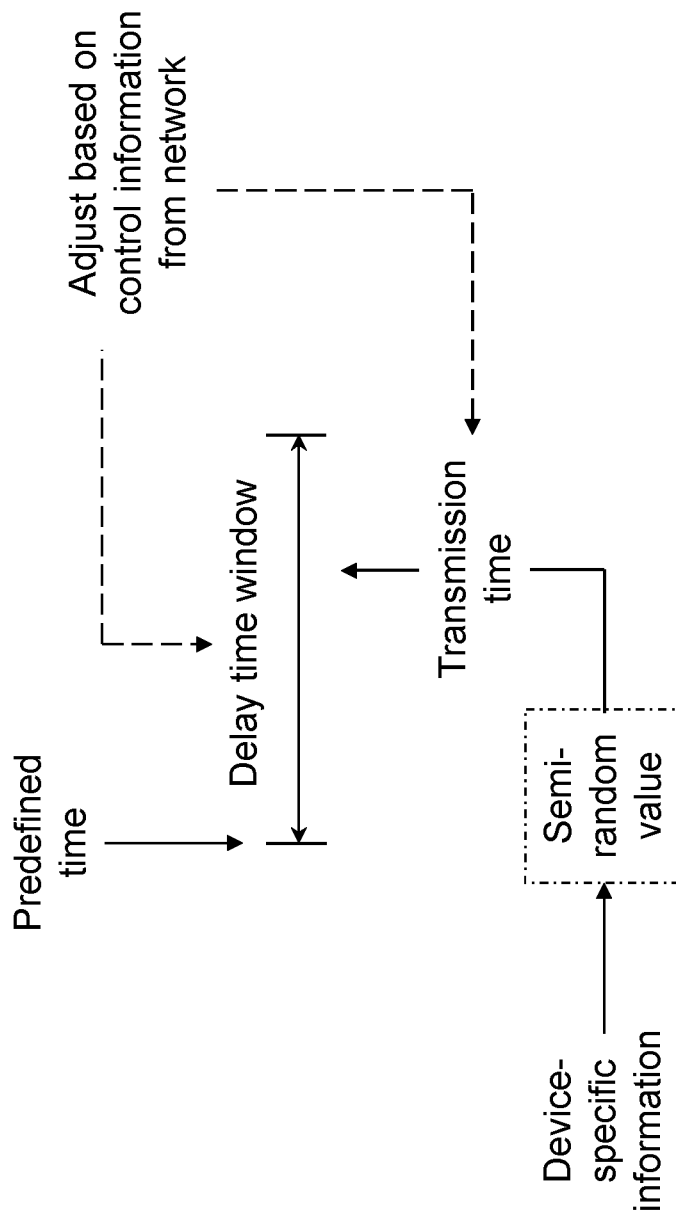 Predefined
time
Adjust based on
control information
from network
Delay time window
Transmission
time
Device-
specific
information
Semi-
random
value